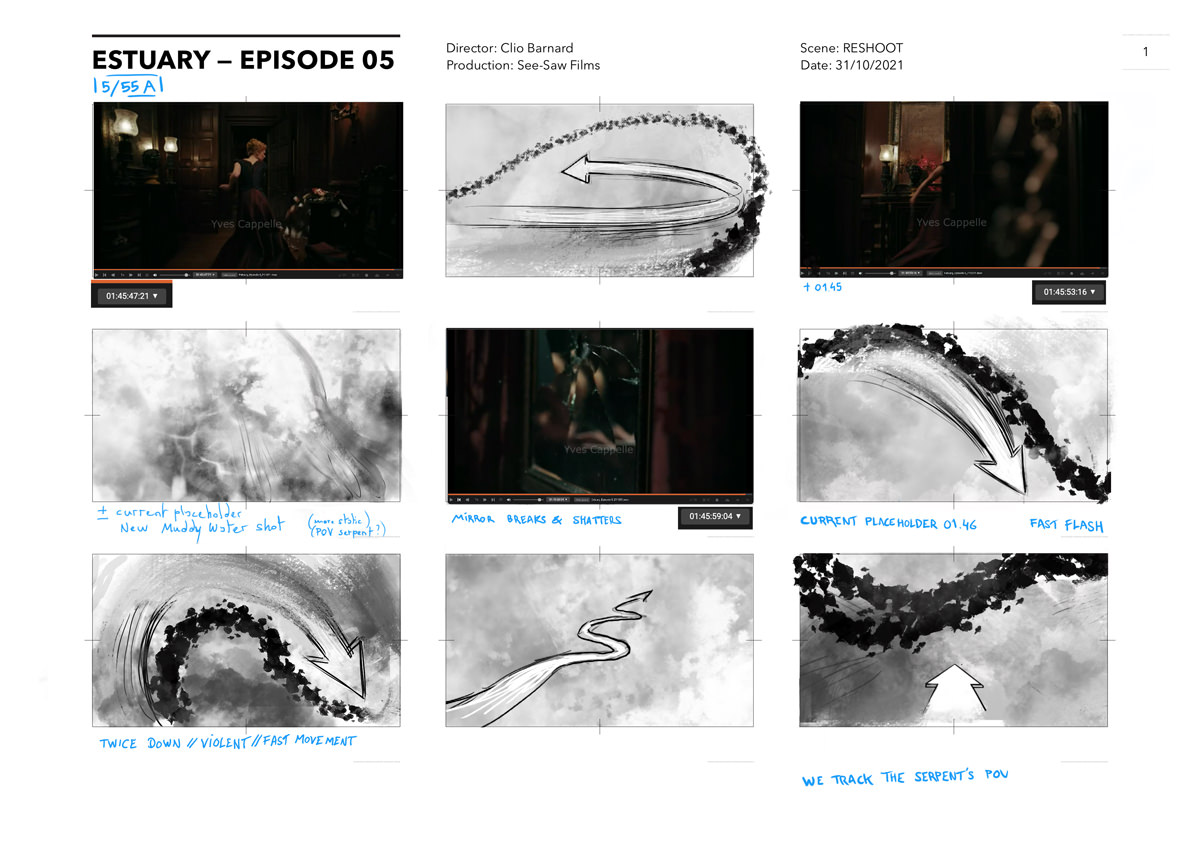 ESTUARY – EPISODE 05
Director: Clio Barnard
Production: See-Saw Films
Scene: RESHOOT
Date: 31/10/2021
1
15/55A1
Yves Cappelle
01:45:47:21
Yves Cappelle
+ 0145
01:45:53:16
± current placeholder
New Muddy Water shot
(more static)
(POV serpent?)
Yves Cappelle
MIRROR BREAKS & SHATTERS
01:45:59:04
CURRENT PLACEHOLDER 01.46
FAST FLASH
TWICE DOWN // VIOLENT // FAST MOVEMENT
WE TRACK THE SERPENT'S POV